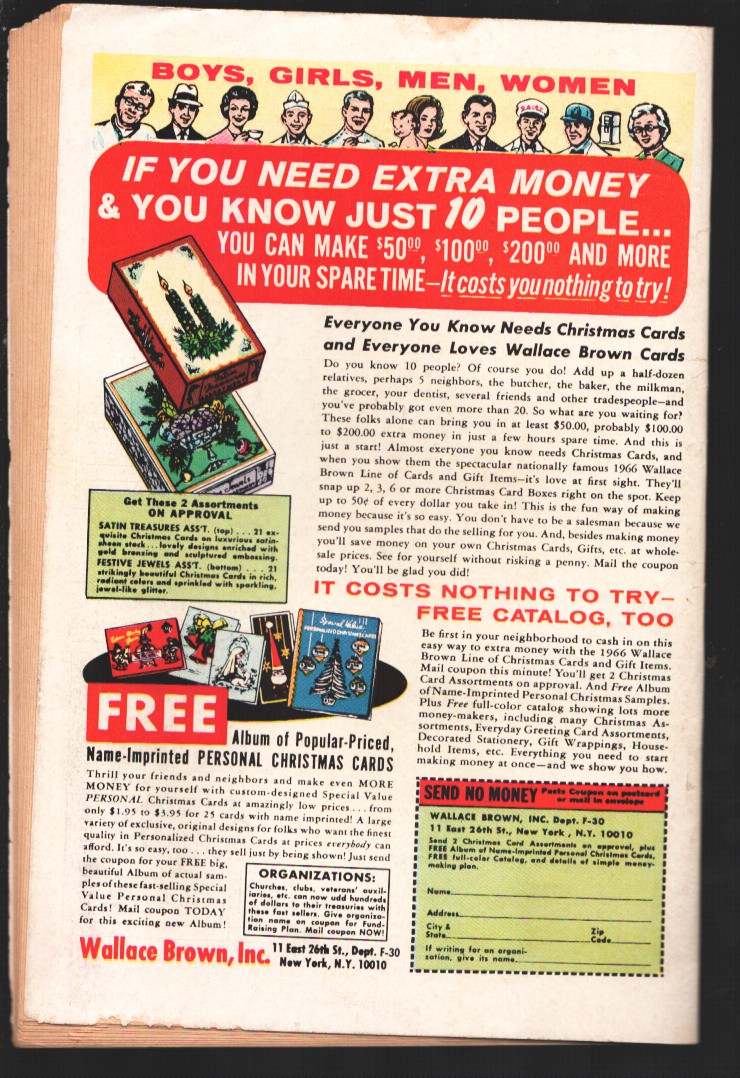 BOYS, GIRLS, MEN, WOMEN
IF YOU NEED EXTRA MONEY
& YOU KNOW JUST 10 PEOPLE...
YOU CAN MAKE $50⁰⁰, $100⁰⁰, $200⁰⁰ AND MORE
IN YOUR SPARE TIME—It costs you nothing to try!
Everyone You Know Needs Christmas Cards
and Everyone Loves Wallace Brown Cards
Do you know 10 people? Of course you do! Add up a half-dozen
relatives, perhaps 5 neighbors, the butcher, the baker, the milkman,
the grocer, your dentist, several friends and other tradespeople—and
you've probably got even more than 20. So what are you waiting for?
These folks alone can bring you in at least $50.00, probably $100.00
to $200.00 extra money in just a few hours spare time. And this is
just a start! Almost everyone you know needs Christmas Cards, and
when you show them the spectacular nationally famous 1966 Wallace
Brown Line of Cards and Gift Items—it's love at first sight. They'll
snap up 2, 3, 6 or more Christmas Card Boxes right on the spot. Keep
up to 50¢ of every dollar you take in! This is the fun way of making
money because it's so easy. You don't have to be a salesman because we
send you samples that do the selling for you. And, besides making money
you'll save money on your own Christmas Cards, Gifts, etc. at whole-
sale prices. See for yourself without risking a penny. Mail the coupon
today! You'll be glad you did!
Get These 2 Assortments
ON APPROVAL
SATIN TREASURES ASS'T. (top) . . . 21 ex-
quisite Christmas Cards on luxurious satin-
sheen stock...lovely designs enriched with
gold bronzing and sculptured embossing.
FESTIVE JEWELS ASS'T. (bottom) . . . 21
strikingly beautiful Christmas Cards in rich,
radiant colors and sprinkled with sparkling,
jewel-like glitter.
IT COSTS NOTHING TO TRY—
FREE CATALOG, TOO
Be first in your neighborhood to cash in on this
easy way to extra money with the 1966 Wallace
Brown Line of Christmas Cards and Gift Items.
Mail coupon this minute! You'll get 2 Christmas
Card Assortments on approval. And Free Album
of Name-Imprinted Personal Christmas Samples.
Plus Free full-color catalog showing lots more
money-makers, including many Christmas As-
sortments, Everyday Greeting Card Assortments,
Decorated Stationery, Gift Wrappings, House-
hold Items, etc. Everything you need to start
making money at once—and we show you how.
Special Value
PERSONALIZED CHRISTMAS CARDS
FREE
Album of Popular-Priced,
Name-Imprinted PERSONAL CHRISTMAS CARDS
Thrill your friends and neighbors and make even MORE
MONEY for yourself with custom-designed Special Value
PERSONAL Christmas Cards at amazingly low prices . . . from
only $1.95 to $3.95 for 25 cards with name imprinted! A large
variety of exclusive, original designs for folks who want the finest
quality in Personalized Christmas Cards at prices everybody can
afford. It's so easy, too . . . they sell just by being shown! Just send
the coupon for your FREE big,
beautiful Album of actual sam-
ples of these fast-selling Special
Value Personal Christmas
Cards! Mail coupon TODAY
for this exciting new Album!
ORGANIZATIONS:
Churches, clubs, veterans' auxil-
iaries, etc. can now add hundreds
of dollars to their treasuries with
these fast sellers. Give organiza-
tion name on coupon for Fund-
Raising Plan. Mail coupon NOW!
Wallace Brown, Inc. 11 East 26th St., Dept. F-30
New York, N.Y. 10010
SEND NO MONEY Paste Coupon on postcard
or mail in envelope
WALLACE BROWN, INC. Dept. F-30
11 East 26th St., New York , N.Y. 10010
Send 2 Christmas Card Assortments on approval, plus
FREE Album of Name-Imprinted Personal Christmas Cards,
FREE full-color Catalog, and details of simple money-
making plan.
Name
Address
City & State Zip Code
If writing for an organi-
zation, give its name